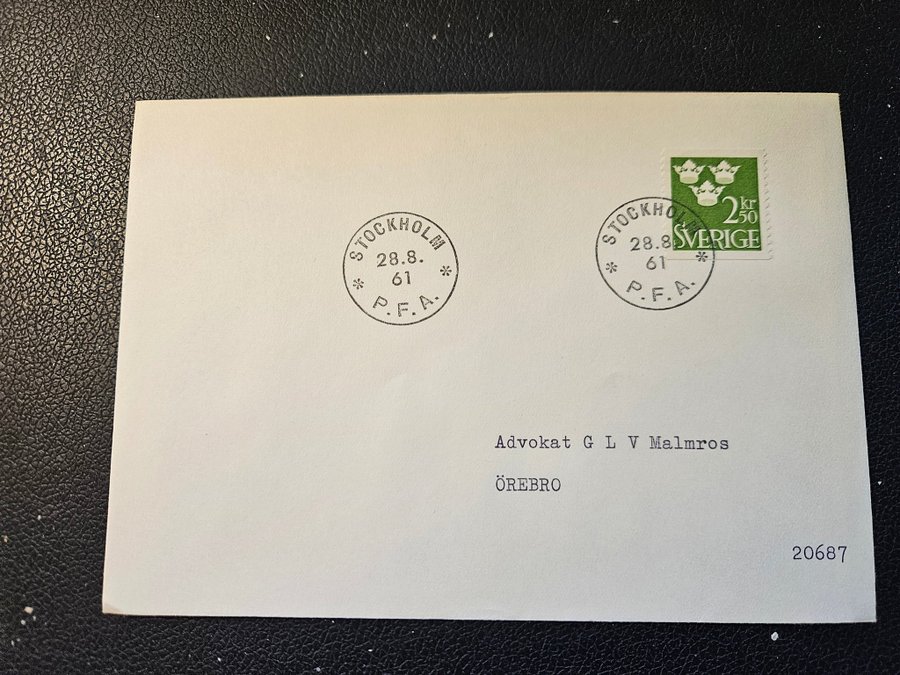 2 kr
50
SVERIGE
STOCKHOLM
28.8.
61
* P.F.A. *
STOCKHOLM
28.8
61
* P.F.A. *
Advokat G L V Malmros
ÖREBRO
20687